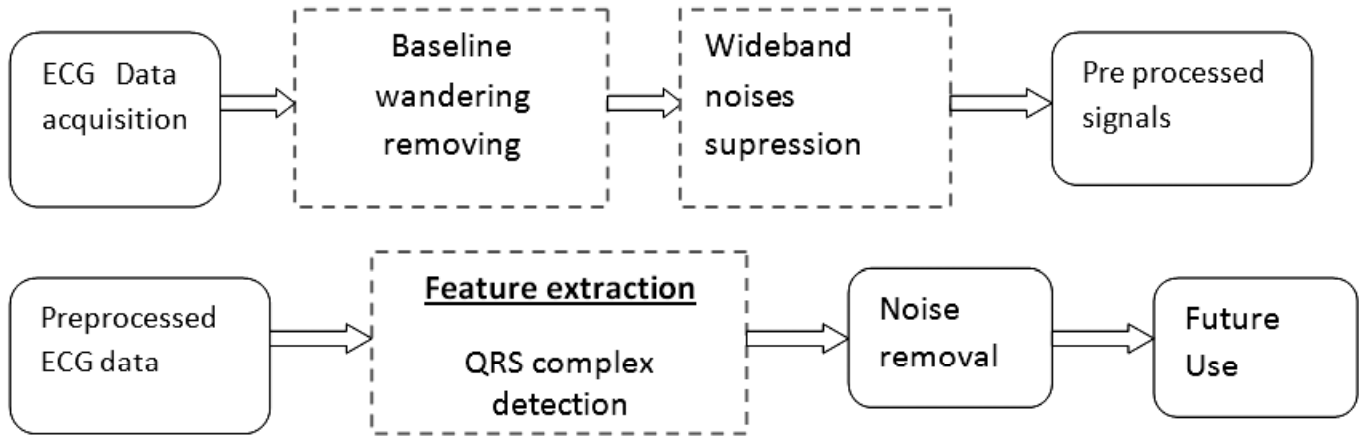 ECG Data
acquisition
Baseline
wandering
removing
Wideband
noises
supression
Pre processed
signals
Preprocessed
ECG data
Feature extraction
QRS complex
detection
Noise
removal
Future
Use